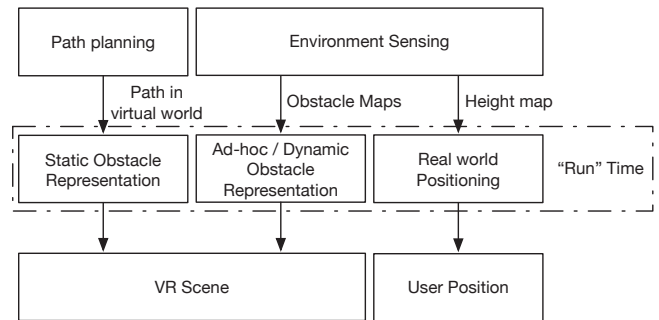 Path planning
Environment Sensing
Path in
virtual world
Obstacle Maps
Height map
Static Obstacle
Representation
Ad-hoc / Dynamic
Obstacle
Representation
Real world
Positioning
“Run” Time
VR Scene
User Position